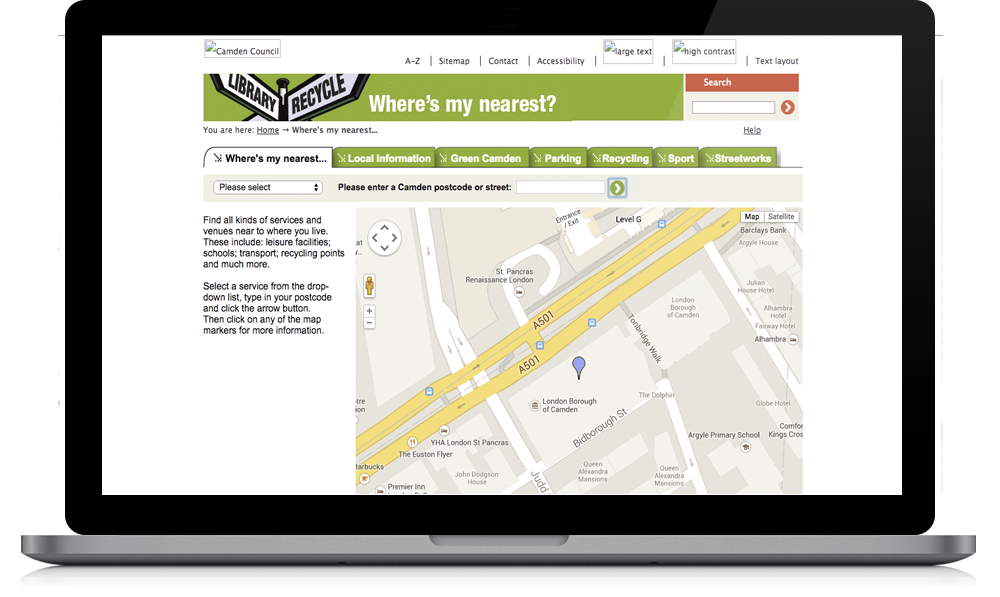 Camden Council
large text
high contrast
A-Z
Sitemap
Contact
Accessibility
Text layout
LIBRARY
RECYCLE
Where's my nearest?
Search
You are here: Home → Where's my nearest...
Help
Where's my nearest...
Local information
Green Camden
Parking
Recycling
Sport
Streetworks
Please select
Please enter a Camden postcode or street:
Find all kinds of services and
venues near to where you live.
These include: leisure facilities;
schools; transport; recycling points
and much more.
Select a service from the drop-
down list, type in your postcode
and click the arrow button.
Then click on any of the map
markers for more information.
Entrance
/ Exit
Level G
Map
Satellite
Barclays Bank
Argyle House
at
St. Pancras
Renaissance London
Julian
House Hotel
London
Borough
of Camden
Alhambra
Hotel
Fairway Hotel
Alhambra
A501
A501
Tonbridge Walk
The Dolphin
London Borough
of Camden
Globe Hotel
Bidborough St
tre
ion
YHA London St Pancras
The Euston Flyer
Argyle Primary School
Comfor
Kings Cros
tarbucks
John Dodgson
House
Queen
Alexandra
Mansions
Queen
Alexandra
Mansions
Judd
Premier Inn